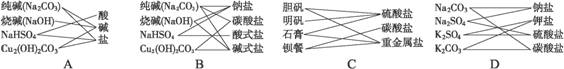 纯碱(Na₂CO₃)
烧碱(NaOH)
NaHSO₄
Cu₂(OH)₂CO₃
酸
碱
盐
A
纯碱(Na₂CO₃)
烧碱(NaOH)
NaHSO₄
Cu₂(OH)₂CO₃
钠盐
碳酸盐
酸式盐
碱式盐
B
胆矾
明矾
石膏
钡餐
硫酸盐
碳酸盐
重金属盐
C
Na₂CO₃
Na₂SO₄
K₂SO₄
K₂CO₃
钠盐
钾盐
硫酸盐
碳酸盐
D